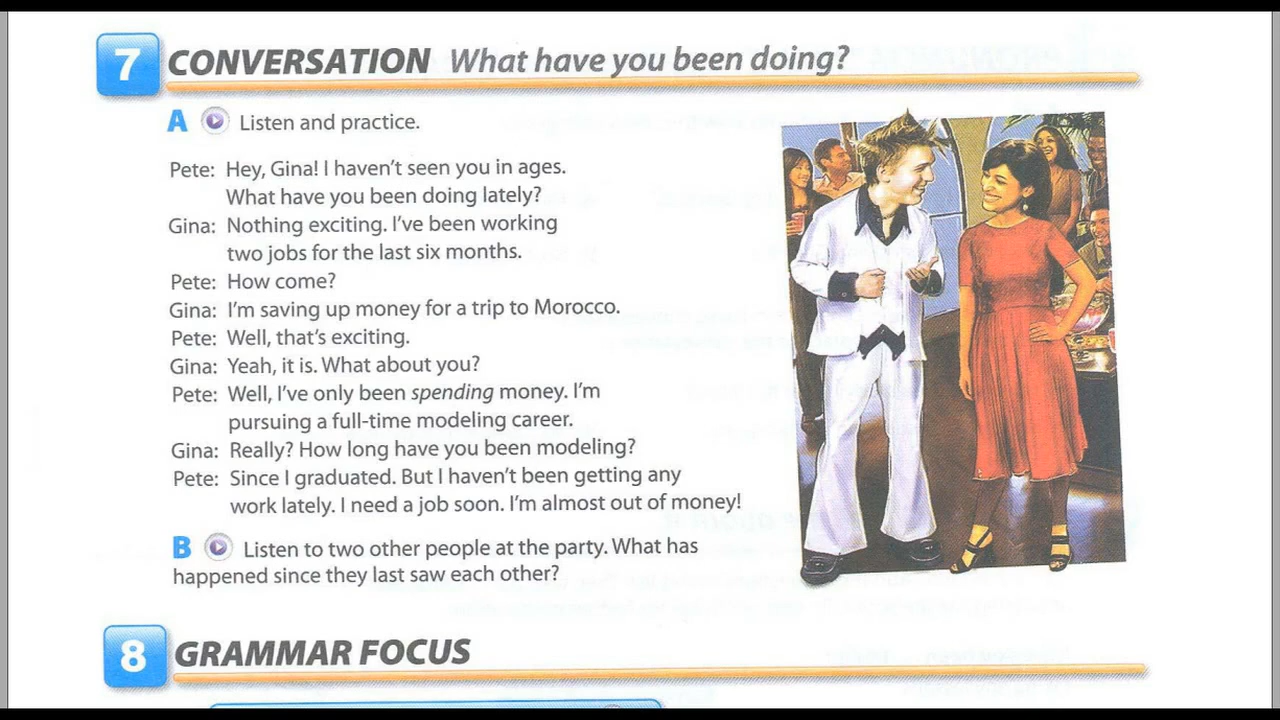 7 CONVERSATION What have you been doing?
A Listen and practice.
Pete: Hey, Gina! I haven't seen you in ages.
What have you been doing lately?
Gina: Nothing exciting. I've been working
two jobs for the last six months.
Pete: How come?
Gina: I'm saving up money for a trip to Morocco.
Pete: Well, that's exciting.
Gina: Yeah, it is. What about you?
Pete: Well, I've only been spending money. I'm
pursuing a full-time modeling career.
Gina: Really? How long have you been modeling?
Pete: Since I graduated. But I haven't been getting any
work lately. I need a job soon. I'm almost out of money!
B Listen to two other people at the party. What has
happened since they last saw each other?
8 GRAMMAR FOCUS